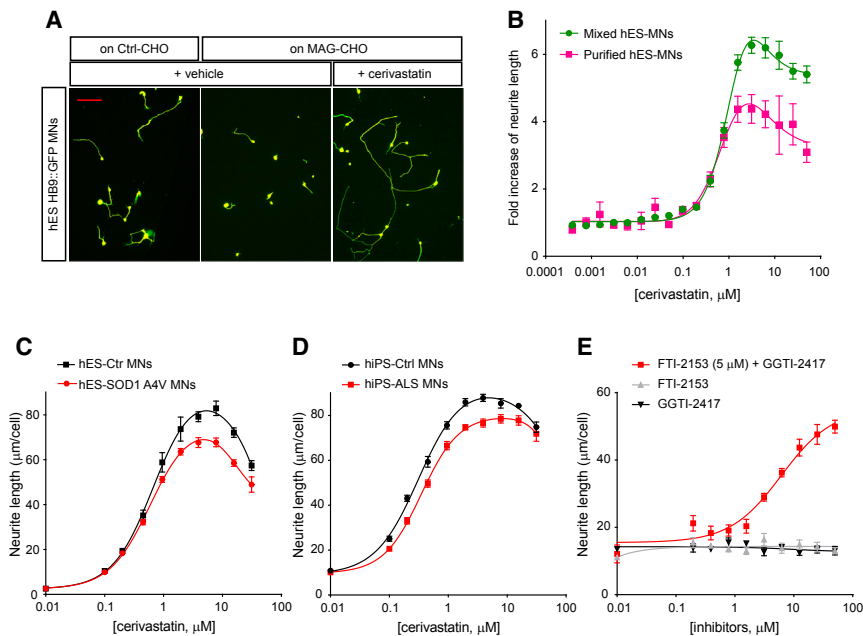 A
on Ctrl-CHO
on MAG-CHO
+ vehicle
+ cerivastatin
hES HB9::GFP MNs
B
Mixed hES-MNs
Purified hES-MNs
Fold increase of neurite length
6
4
2
0
0.0001
0.001
0.01
0.1
1
10
100
[cerivastatin, μM]
C
hES-Ctr MNs
hES-SOD1 A4V MNs
Neurite length (μm/cell)
80
60
40
20
0
0.01
0.1
1
10
100
[cerivastatin, μM]
D
hiPS-Ctrl MNs
hiPS-ALS MNs
Neurite length (μm/cell)
80
60
40
20
0
0.01
0.1
1
10
100
[cerivastatin, μM]
E
FTI-2153 (5 μM) + GGTI-2417
FTI-2153
GGTI-2417
Neurite length (μm/cell)
60
40
20
0
0.01
0.1
1
10
100
[inhibitors, μM]